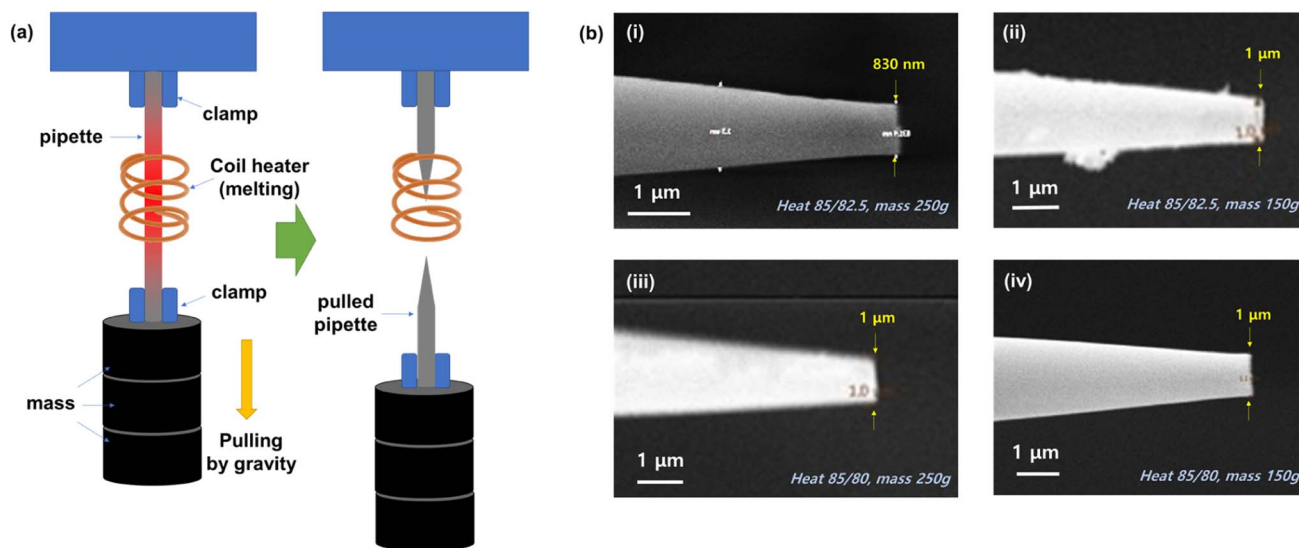 (a)
clamp
pipette
Coil heater
(melting)
clamp
pulled
pipette
mass
Pulling
by gravity
(b)
(i)
830 nm
1 µm
Heat 85/82.5, mass 250g
(ii)
1 µm
1.0
1 µm
Heat 85/82.5, mass 150g
(iii)
1 µm
1.0
1 µm
Heat 85/80, mass 250g
(iv)
1 µm
1 µm
Heat 85/80, mass 150g